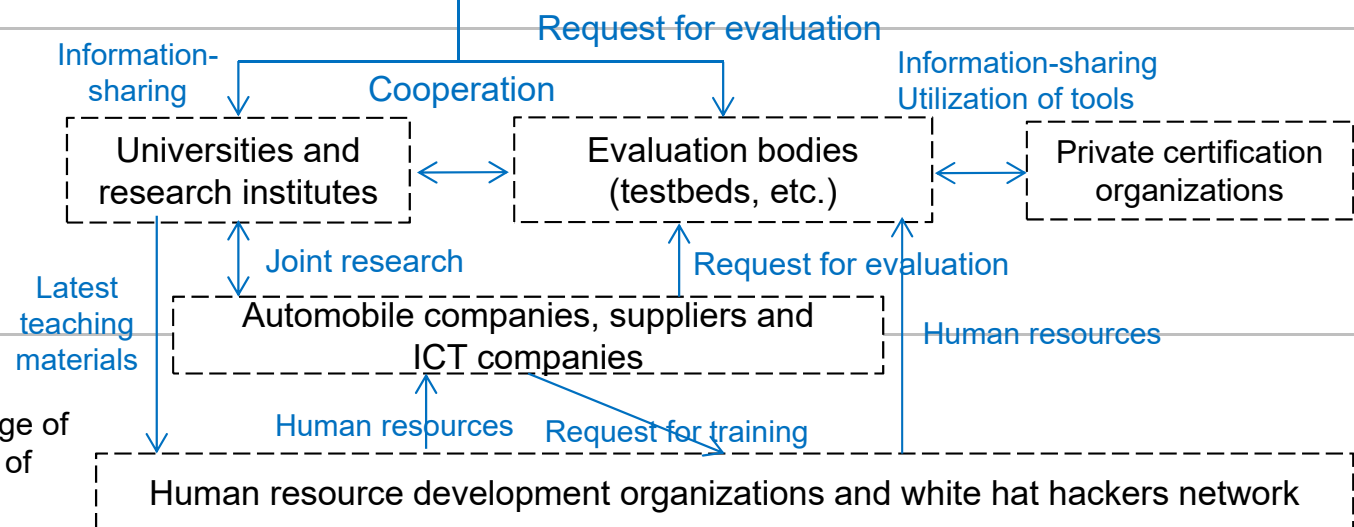 Request for evaluation
Information-
sharing
Cooperation
Information-sharing
Utilization of tools
Universities and
research institutes
Evaluation bodies
(testbeds, etc.)
Private certification
organizations
Joint research
Request for evaluation
Latest
teaching
materials
Automobile companies, suppliers and
ICT companies
Human resources
ge of
of
Human resources
Request for training
Human resource development organizations and white hat hackers network